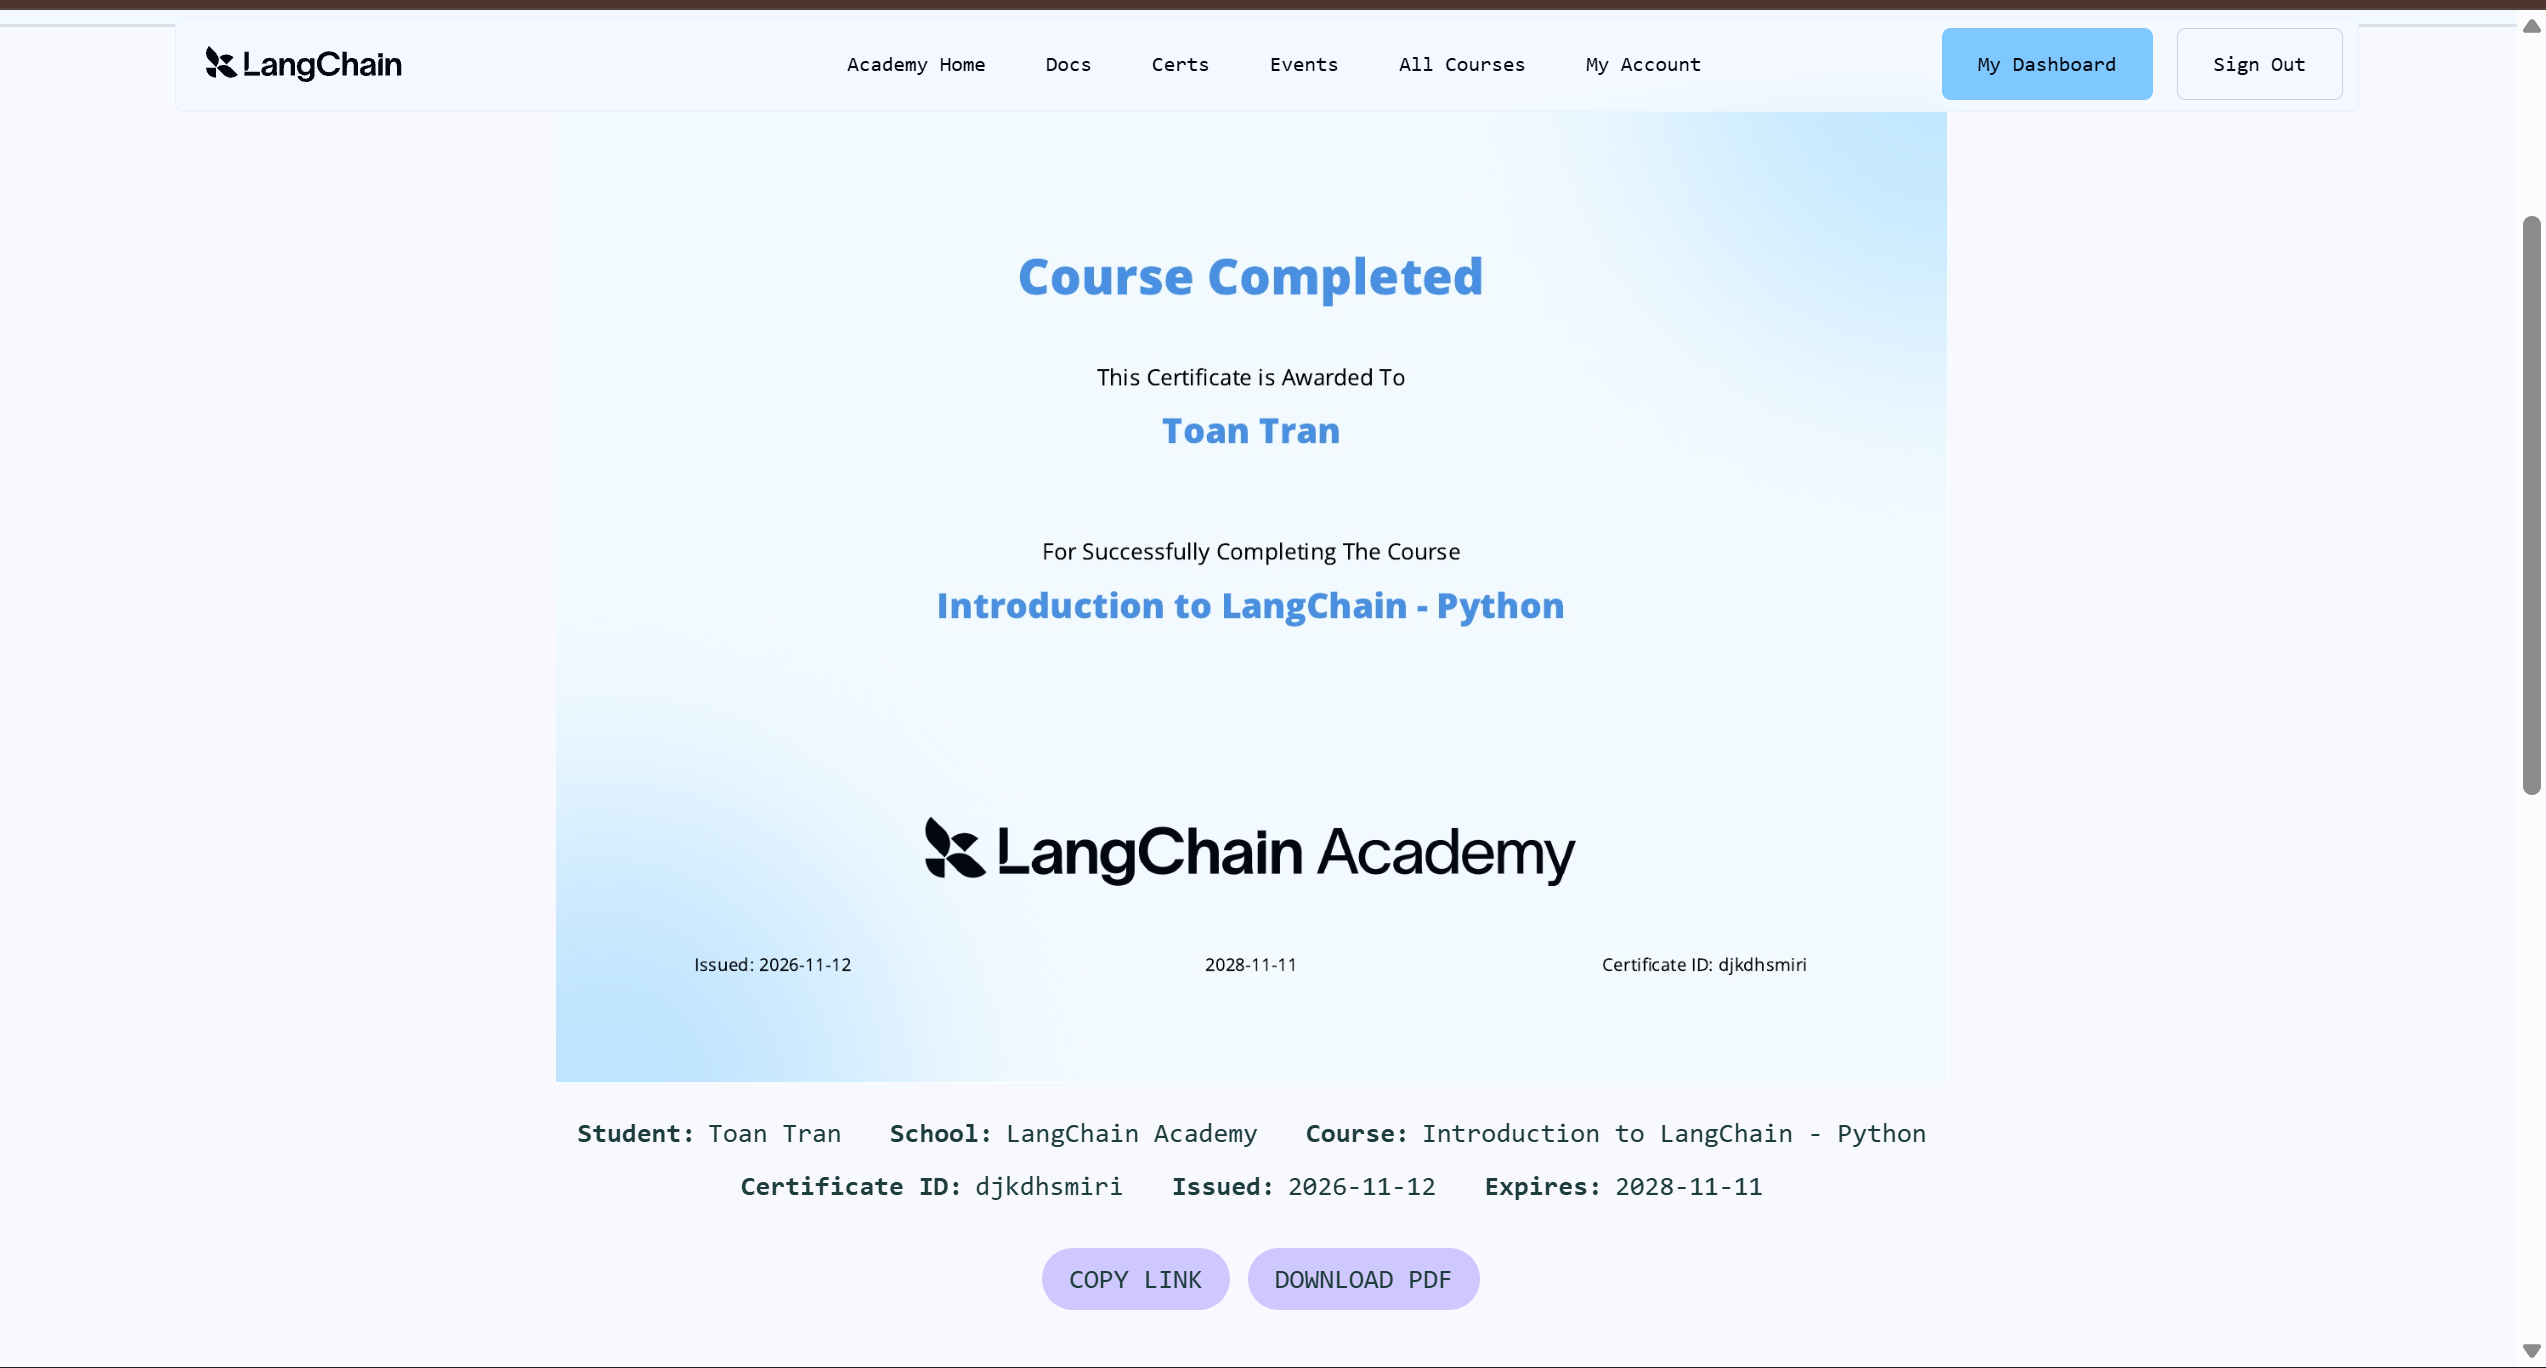 LangChain
Academy Home Docs Certs Events All Courses My Account My Dashboard Sign Out
Course Completed
This Certificate is Awarded To
Toan Tran
For Successfully Completing The Course
Introduction to LangChain - Python
LangChain Academy
Issued: 2026-11-12 2028-11-11 Certificate ID: djkdhsmiri
Student: Toan Tran School: LangChain Academy Course: Introduction to LangChain - Python
Certificate ID: djkdhsmiri Issued: 2026-11-12 Expires: 2028-11-11
COPY LINK DOWNLOAD PDF